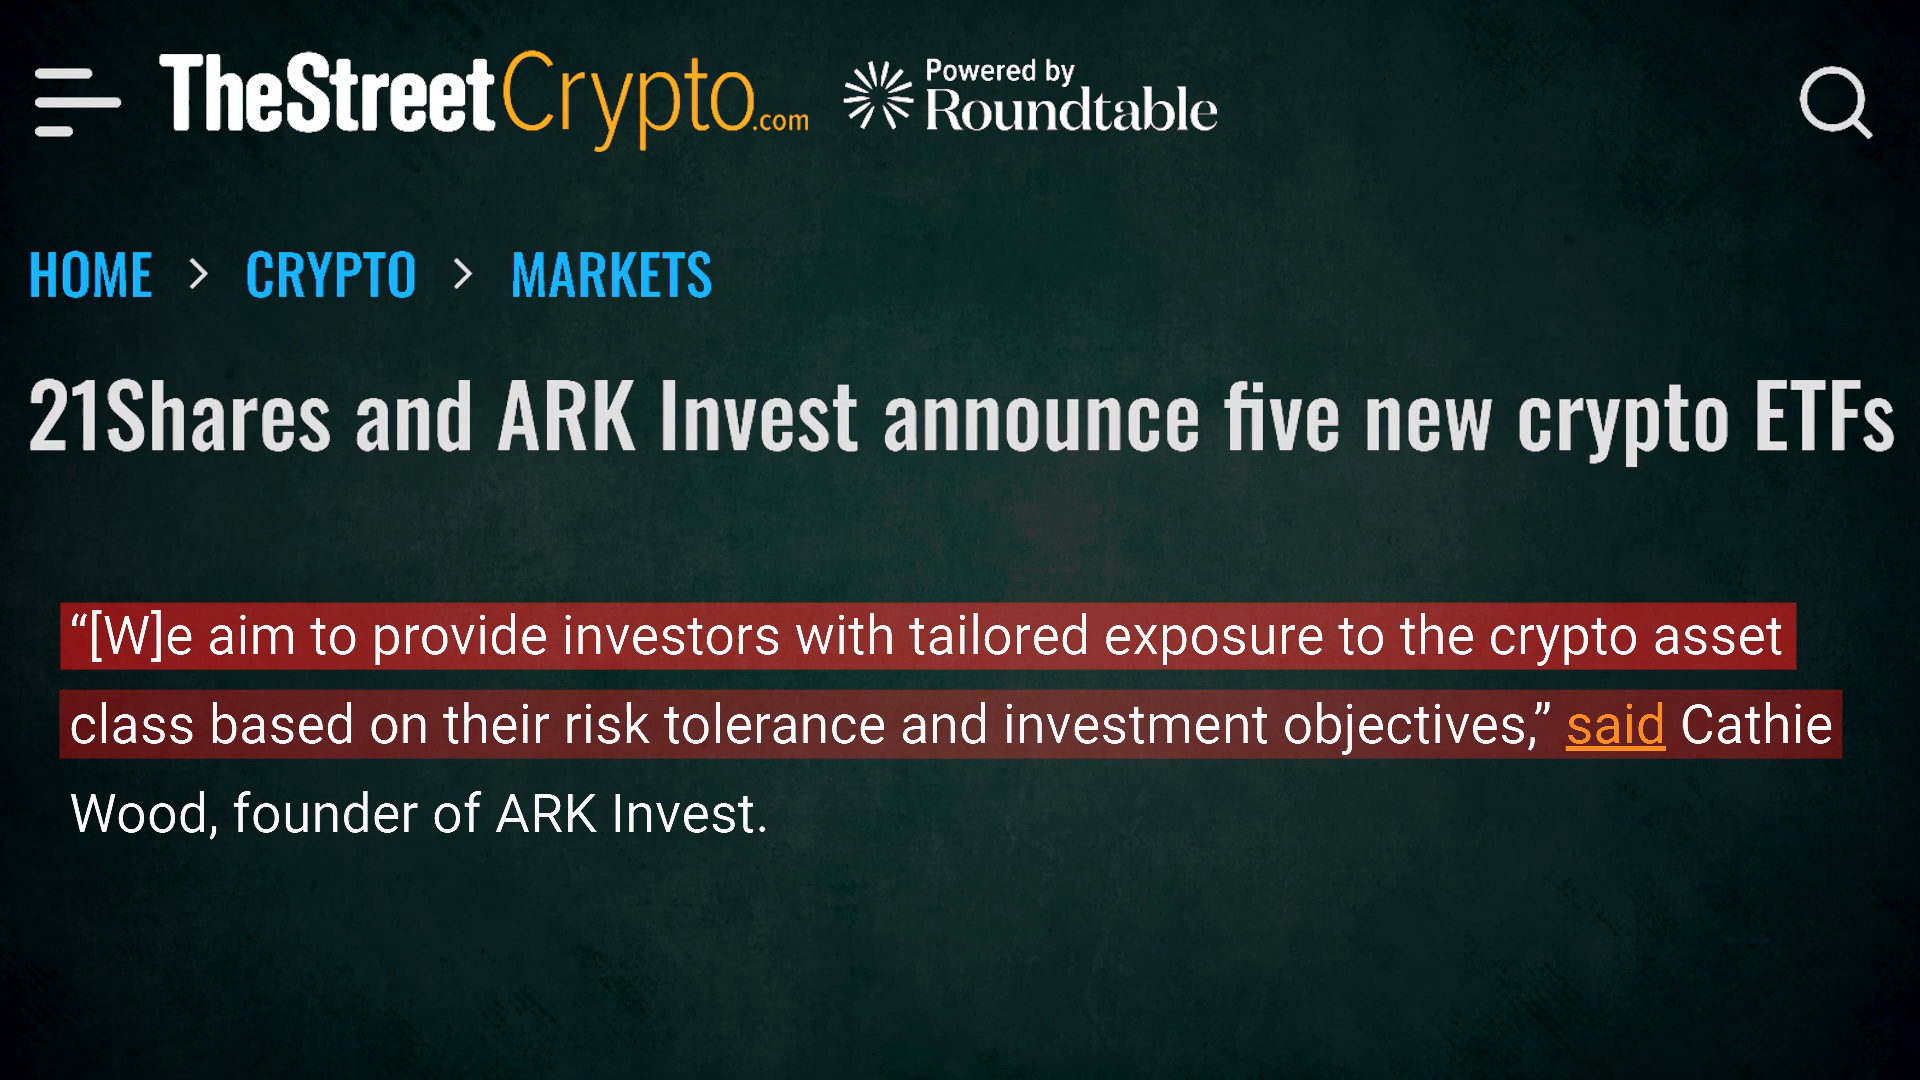 TheStreetCrypto.com Powered by Roundtable
HOME > CRYPTO > MARKETS
21Shares and ARK Invest announce five new crypto ETFs
“[W]e aim to provide investors with tailored exposure to the crypto asset
class based on their risk tolerance and investment objectives,” said Cathie
Wood, founder of ARK Invest.